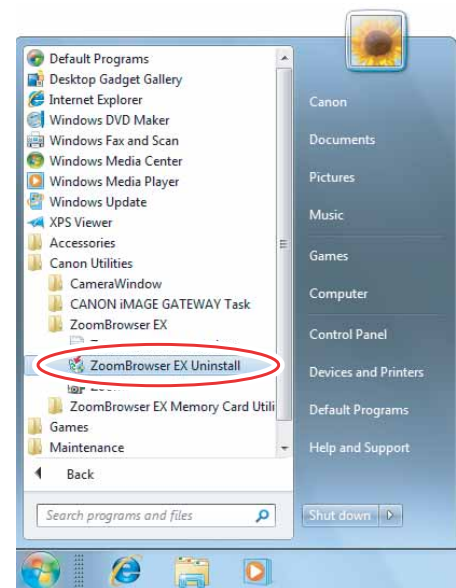 Default Programs
Desktop Gadget Gallery
Internet Explorer
Windows DVD Maker
Windows Fax and Scan
Windows Media Center
Windows Media Player
Windows Update
XPS Viewer
Accessories
Canon Utilities
CameraWindow
CANON iMAGE GATEWAY Task
ZoomBrowser EX
ZoomBrowser EX Uninstall
ZoomBrowser EX Memory Card Utili
Games
Maintenance
Back
Search programs and files
Canon
Documents
Pictures
Music
Games
Computer
Control Panel
Devices and Printers
Default Programs
Help and Support
Shut down